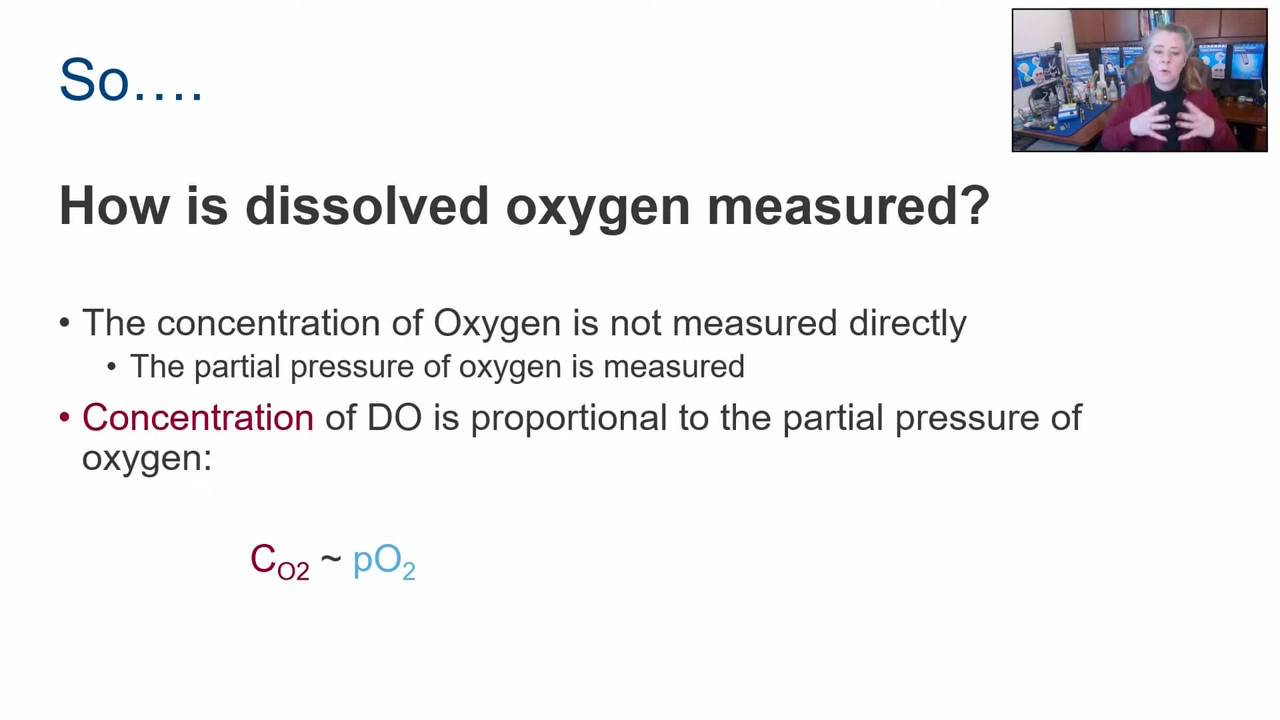 So….
How is dissolved oxygen measured?
• The concentration of Oxygen is not measured directly
• The partial pressure of oxygen is measured
• Concentration of DO is proportional to the partial pressure of
oxygen:
C_O2 ~ pO₂